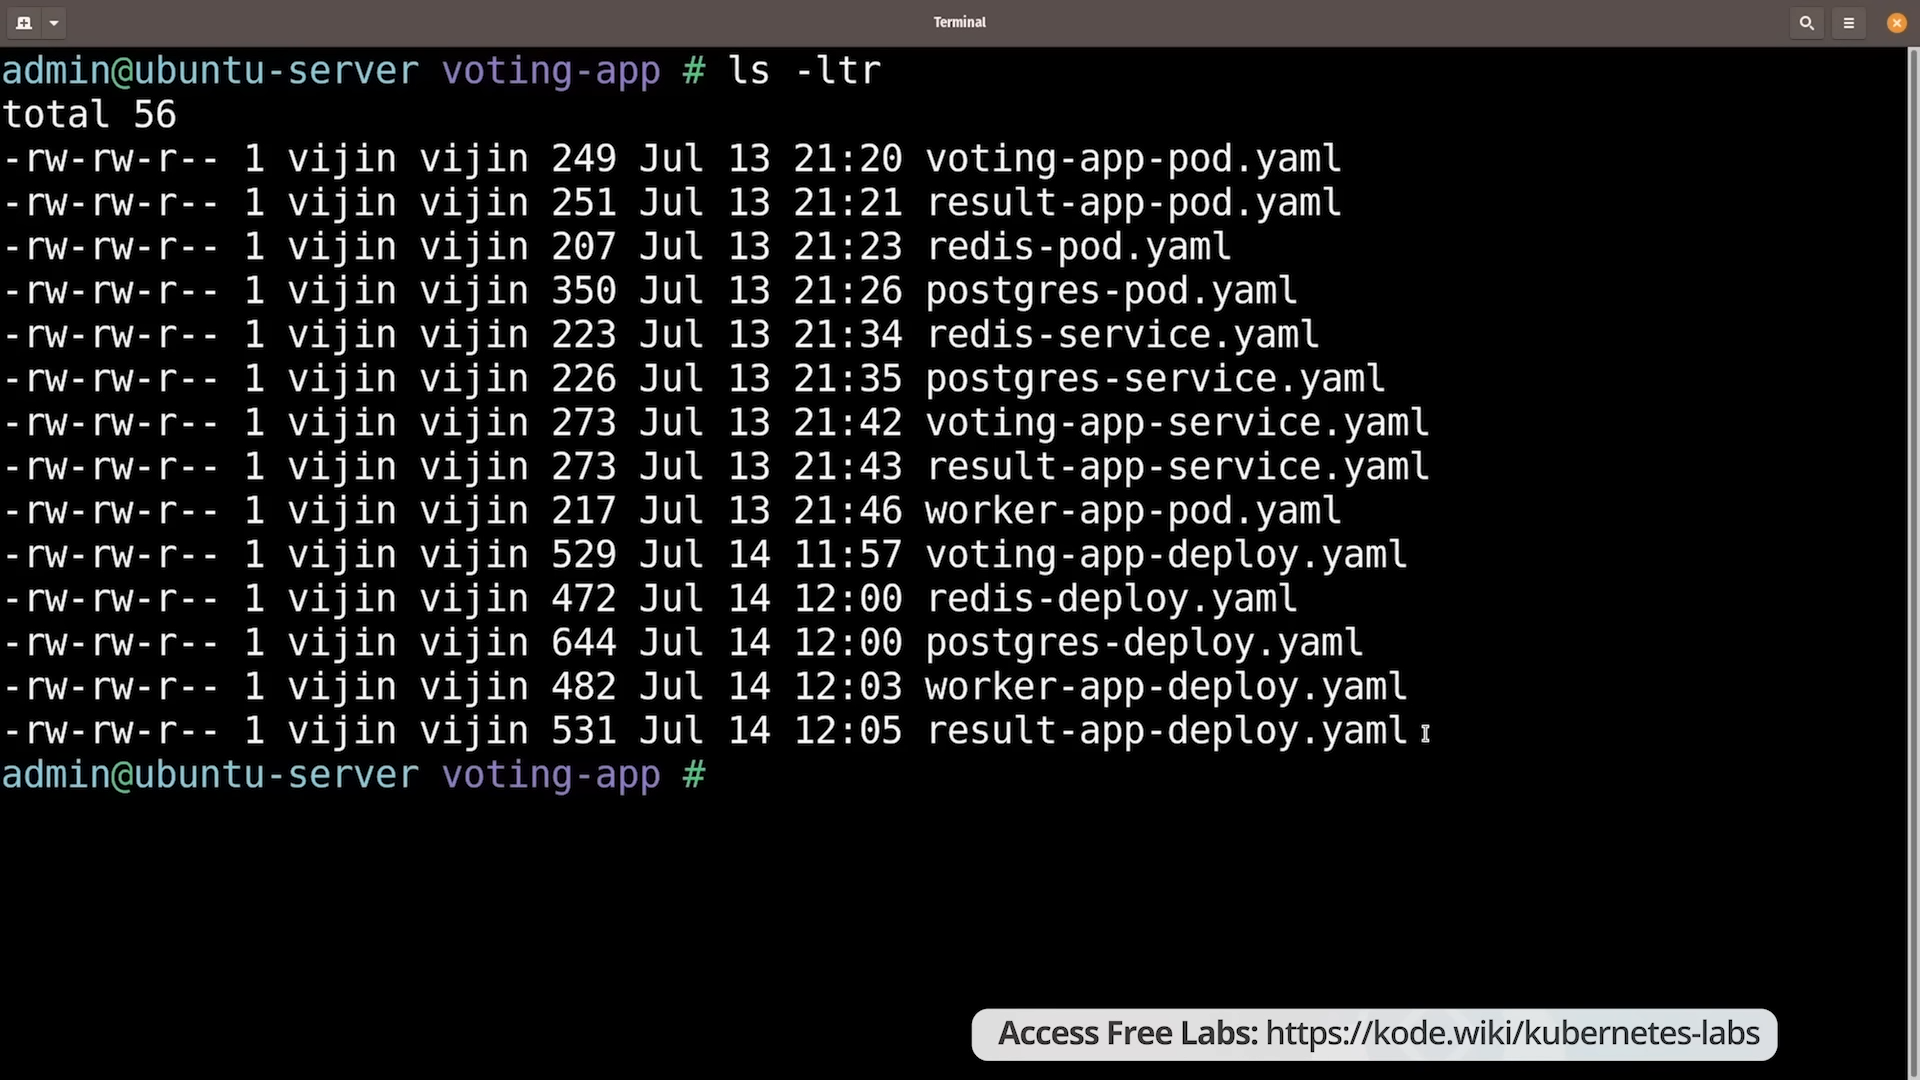 Terminal
admin@ubuntu-server voting-app # ls -ltr
total 56
-rw-rw-r-- 1 vijin vijin 249 Jul 13 21:20 voting-app-pod.yaml
-rw-rw-r-- 1 vijin vijin 251 Jul 13 21:21 result-app-pod.yaml
-rw-rw-r-- 1 vijin vijin 207 Jul 13 21:23 redis-pod.yaml
-rw-rw-r-- 1 vijin vijin 350 Jul 13 21:26 postgres-pod.yaml
-rw-rw-r-- 1 vijin vijin 223 Jul 13 21:34 redis-service.yaml
-rw-rw-r-- 1 vijin vijin 226 Jul 13 21:35 postgres-service.yaml
-rw-rw-r-- 1 vijin vijin 273 Jul 13 21:42 voting-app-service.yaml
-rw-rw-r-- 1 vijin vijin 273 Jul 13 21:43 result-app-service.yaml
-rw-rw-r-- 1 vijin vijin 217 Jul 13 21:46 worker-app-pod.yaml
-rw-rw-r-- 1 vijin vijin 529 Jul 14 11:57 voting-app-deploy.yaml
-rw-rw-r-- 1 vijin vijin 472 Jul 14 12:00 redis-deploy.yaml
-rw-rw-r-- 1 vijin vijin 644 Jul 14 12:00 postgres-deploy.yaml
-rw-rw-r-- 1 vijin vijin 482 Jul 14 12:03 worker-app-deploy.yaml
-rw-rw-r-- 1 vijin vijin 531 Jul 14 12:05 result-app-deploy.yaml
admin@ubuntu-server voting-app #
Access Free Labs: https://kode.wiki/kubernetes-labs